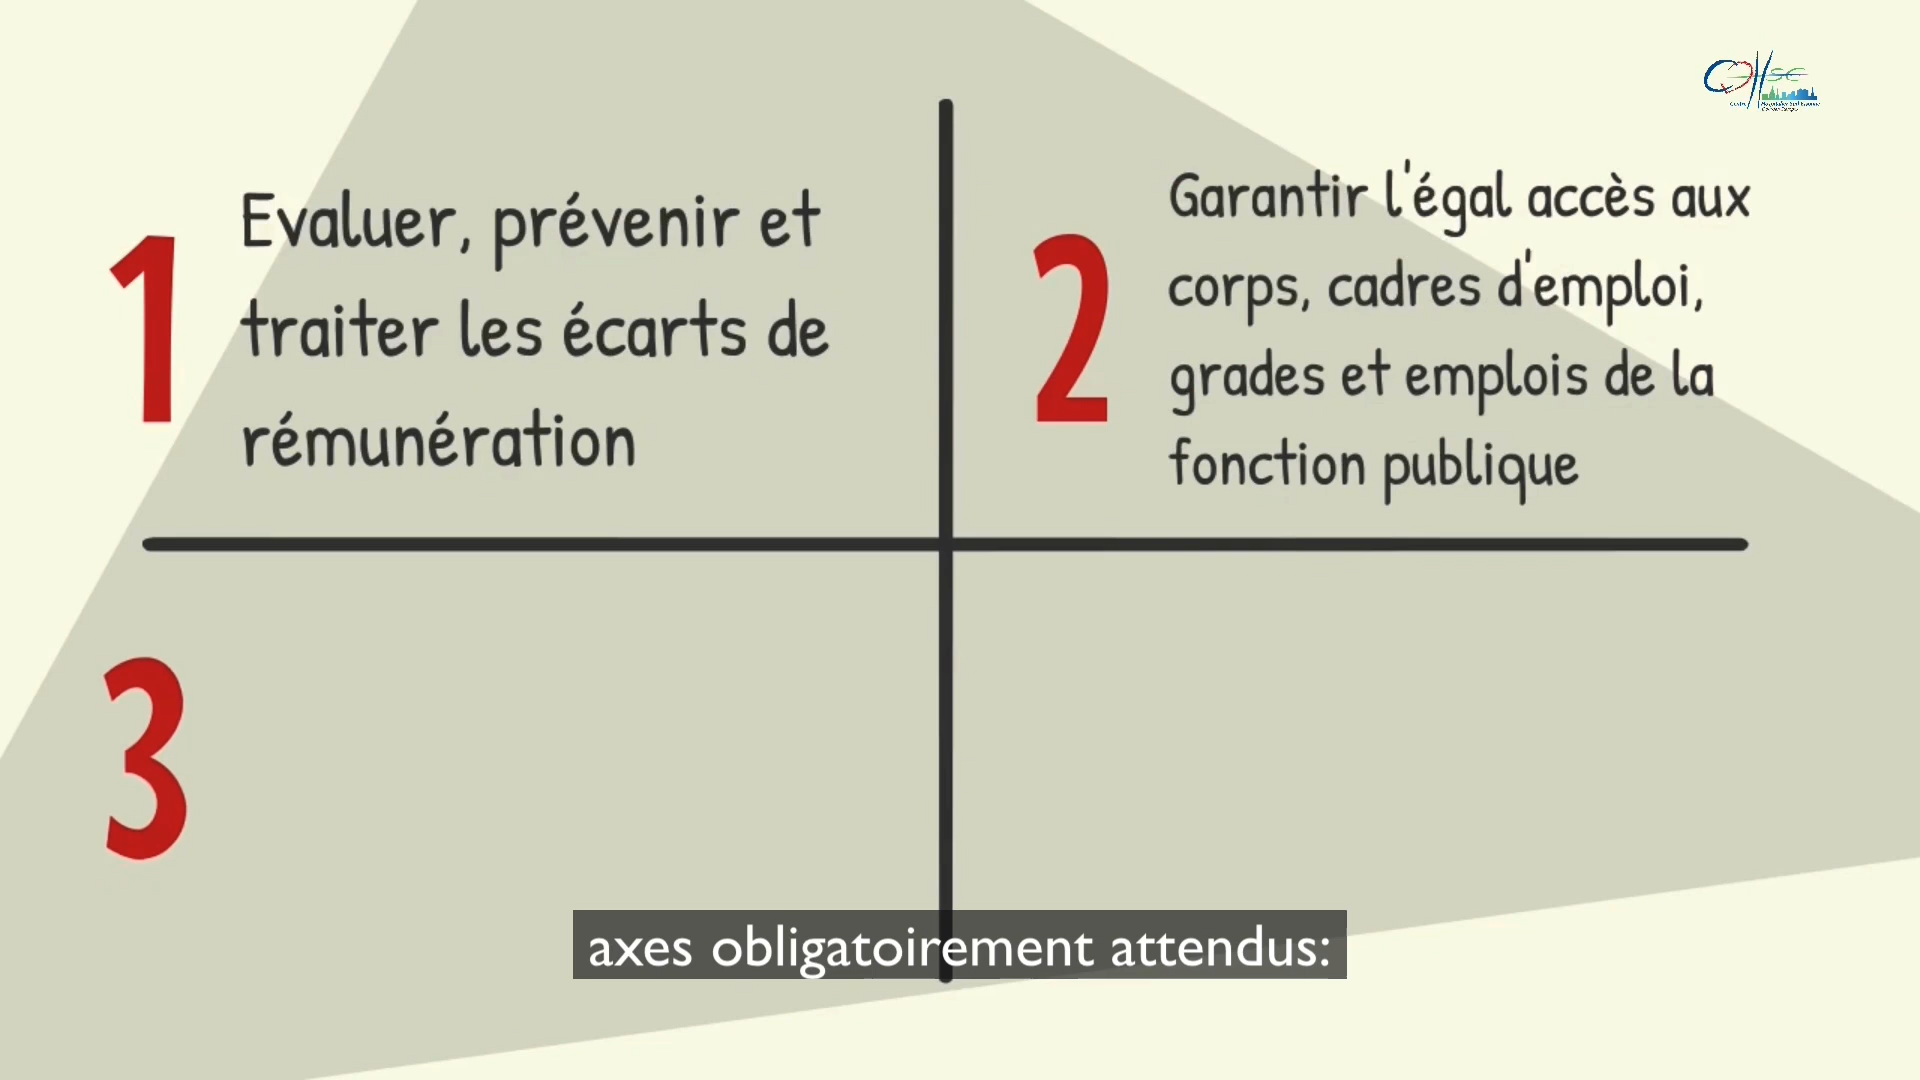 1
Evaluer, prévenir et
traiter les écarts de
rémunération
2
Garantir l'égal accès aux
corps, cadres d'emploi,
grades et emplois de la
fonction publique
3
axes obligatoirement attendus: